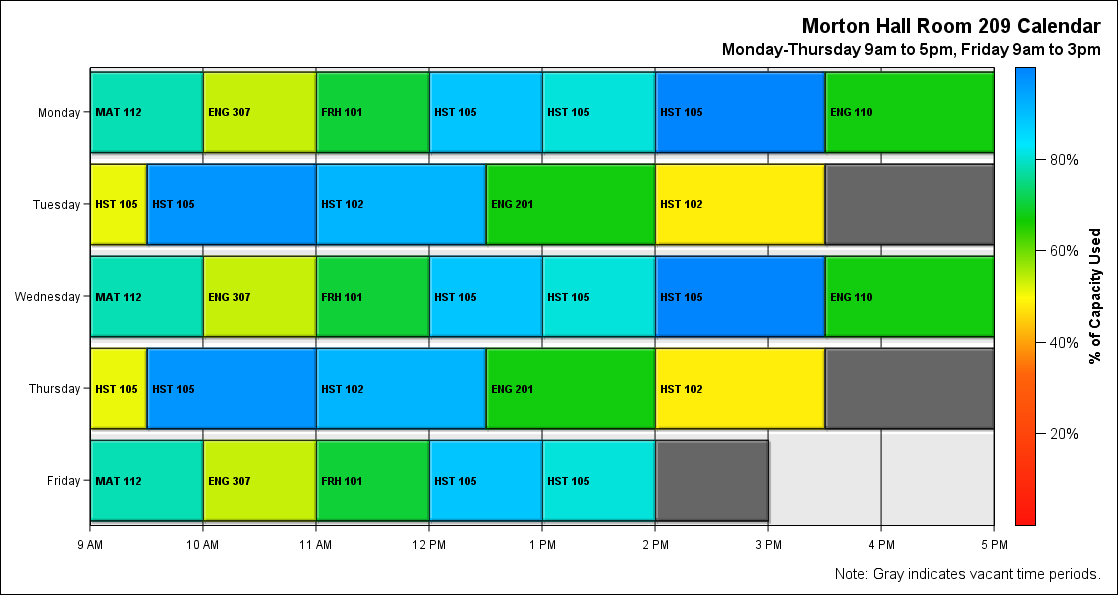 Morton Hall Room 209 Calendar
Monday-Thursday 9am to 5pm, Friday 9am to 3pm
Monday MAT 112 ENG 307 FRH 101 HST 105 HST 105 HST 105 ENG 110
Tuesday HST 105 HST 105 HST 102 ENG 201 HST 102
Wednesday MAT 112 ENG 307 FRH 101 HST 105 HST 105 HST 105 ENG 110
Thursday HST 105 HST 105 HST 102 ENG 201 HST 102
Friday MAT 112 ENG 307 FRH 101 HST 105 HST 105
9 AM 10 AM 11 AM 12 PM 1 PM 2 PM 3 PM 4 PM 5 PM
80%
60%
40%
20%
% of Capacity Used
Note: Gray indicates vacant time periods.